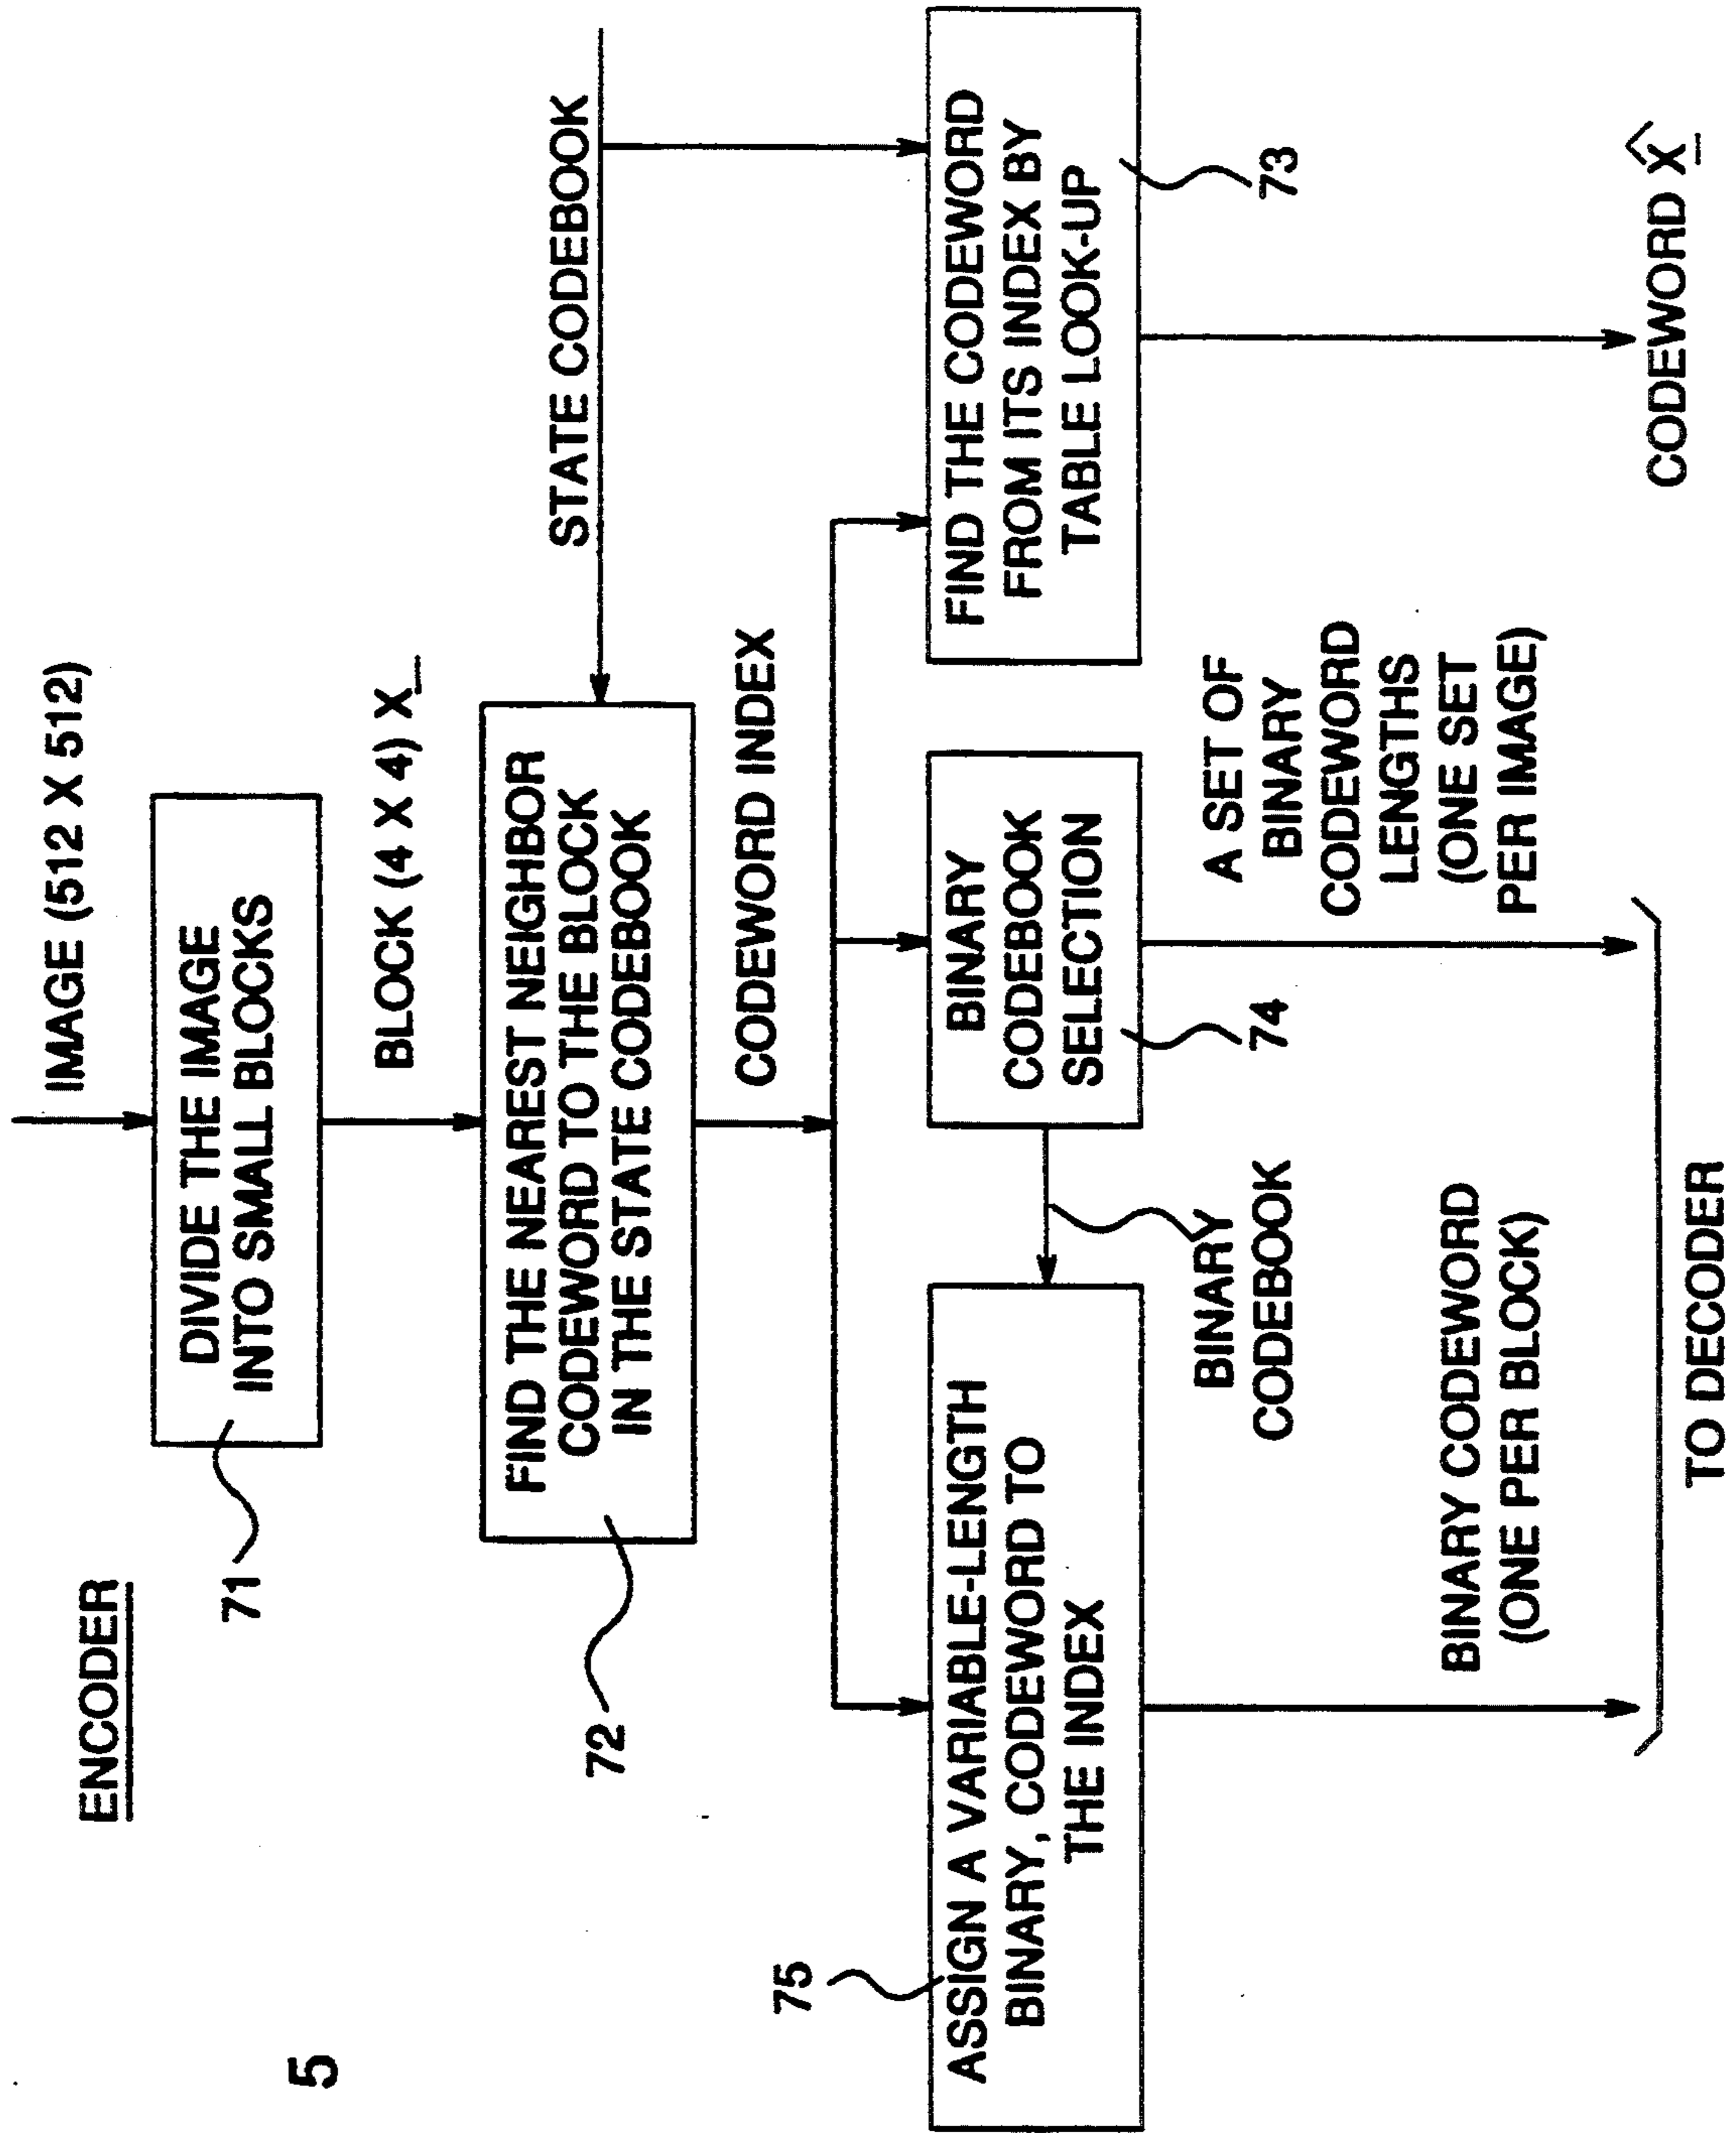 5
ENCODER
IMAGE (512 X 512)
DIVIDE THE IMAGE
INTO SMALL BLOCKS
71
BLOCK (4 X 4) X
FIND THE NEAREST NEIGHBOR
CODEWORD TO THE BLOCK
IN THE STATE CODEBOOK
72
STATE CODEBOOK
CODEWORD INDEX
75
ASSIGN A VARIABLE-LENGTH
BINARY, CODEWORD TO
THE INDEX
BINARY
CODEBOOK
SELECTION
74
BINARY
CODEBOOK
FIND THE CODEWORD
FROM ITS INDEX BY
TABLE LOOK-UP
73
BINARY CODEWORD
(ONE PER BLOCK)
A SET OF
BINARY
CODEWORD
LENGTHS
(ONE SET
PER IMAGE)
CODEWORD X̂
TO DECODER